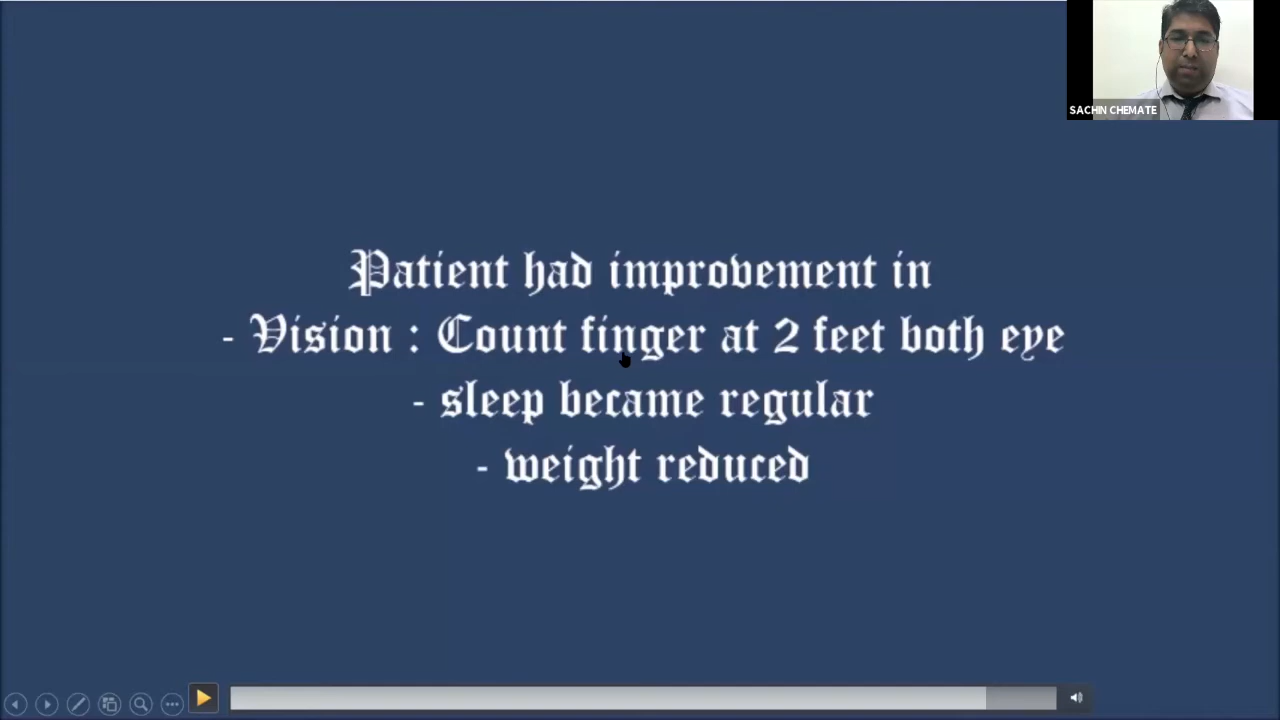 SACHIN CHEMATE
Patient had improvement in
- Vision : Count finger at 2 feet both eye
- sleep became regular
- weight reduced